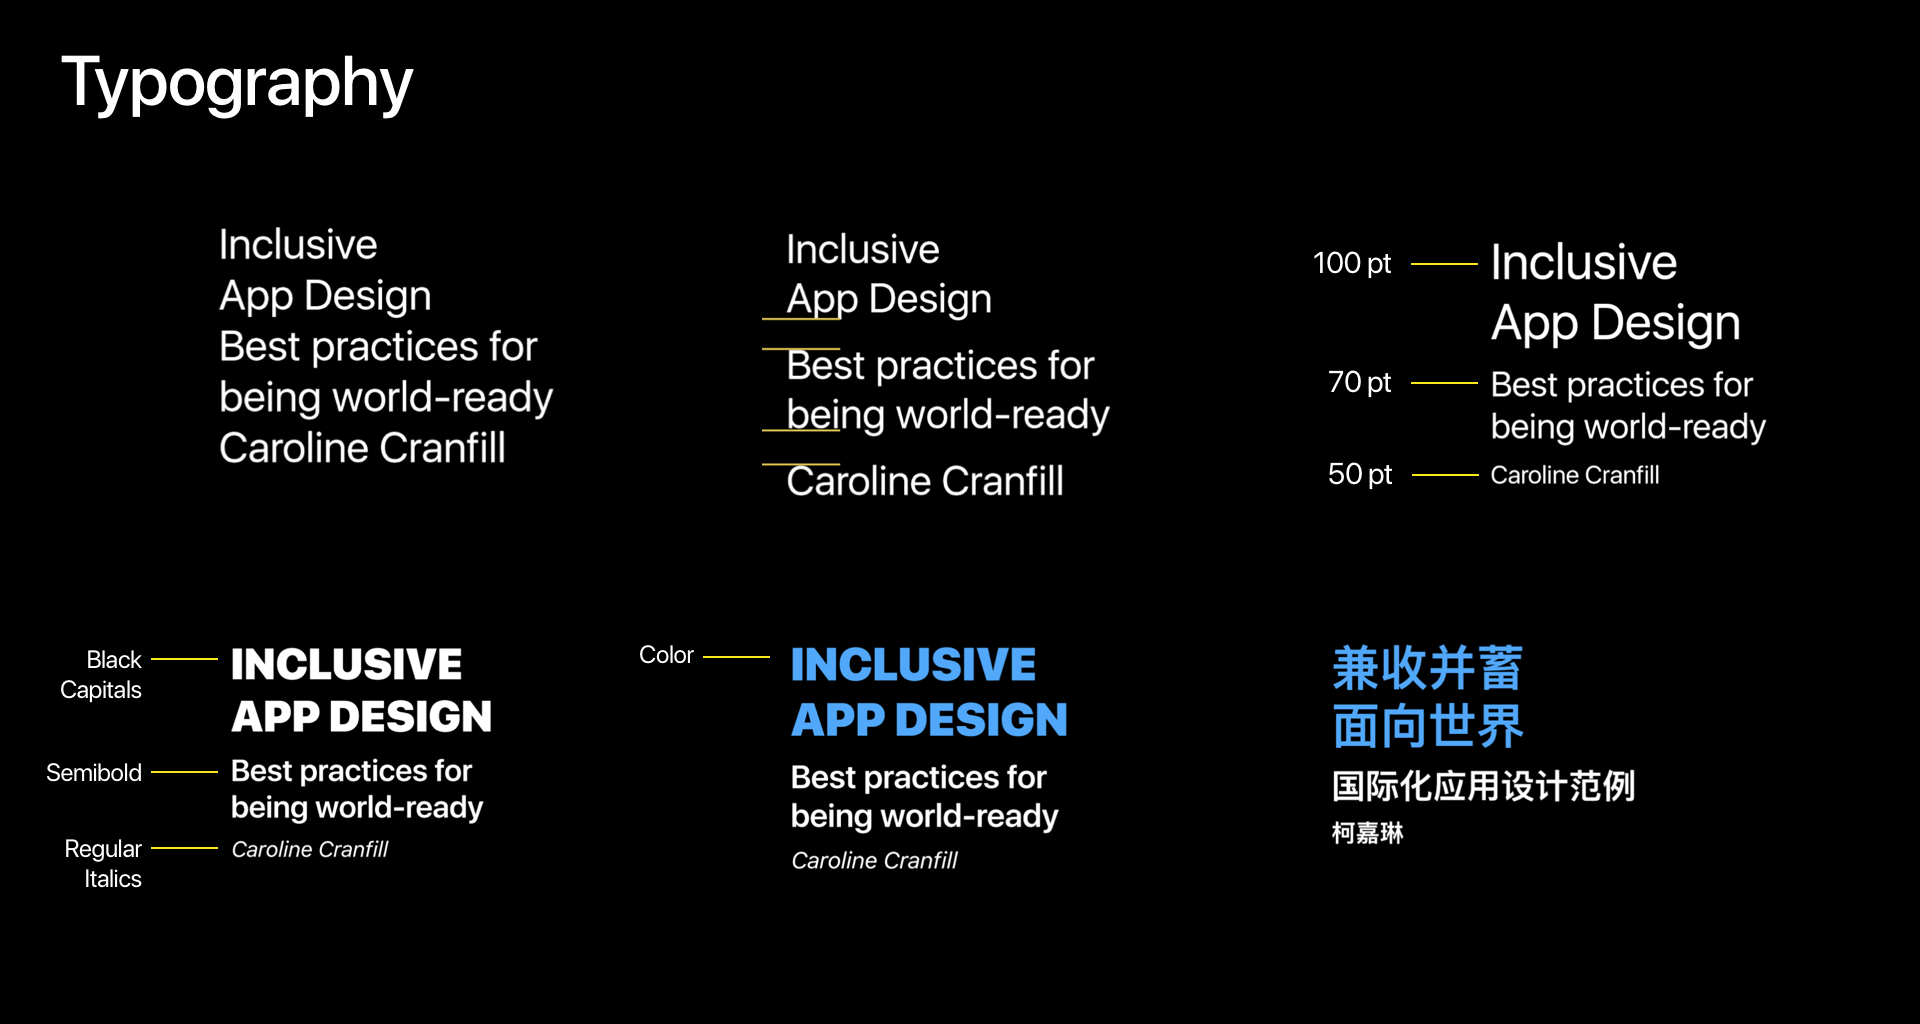 Typography
Inclusive
App Design
Best practices for
being world-ready
Caroline Cranfill
Inclusive
App Design
Best practices for
being world-ready
Caroline Cranfill
100 pt
Inclusive
App Design
70 pt
Best practices for
being world-ready
50 pt
Caroline Cranfill
Black
Capitals
INCLUSIVE
APP DESIGN
Semibold
Best practices for
being world-ready
Regular
Italics
Caroline Cranfill
Color
INCLUSIVE
APP DESIGN
Best practices for
being world-ready
Caroline Cranfill
兼收并蓄
面向世界
国际化应用设计范例
柯嘉琳